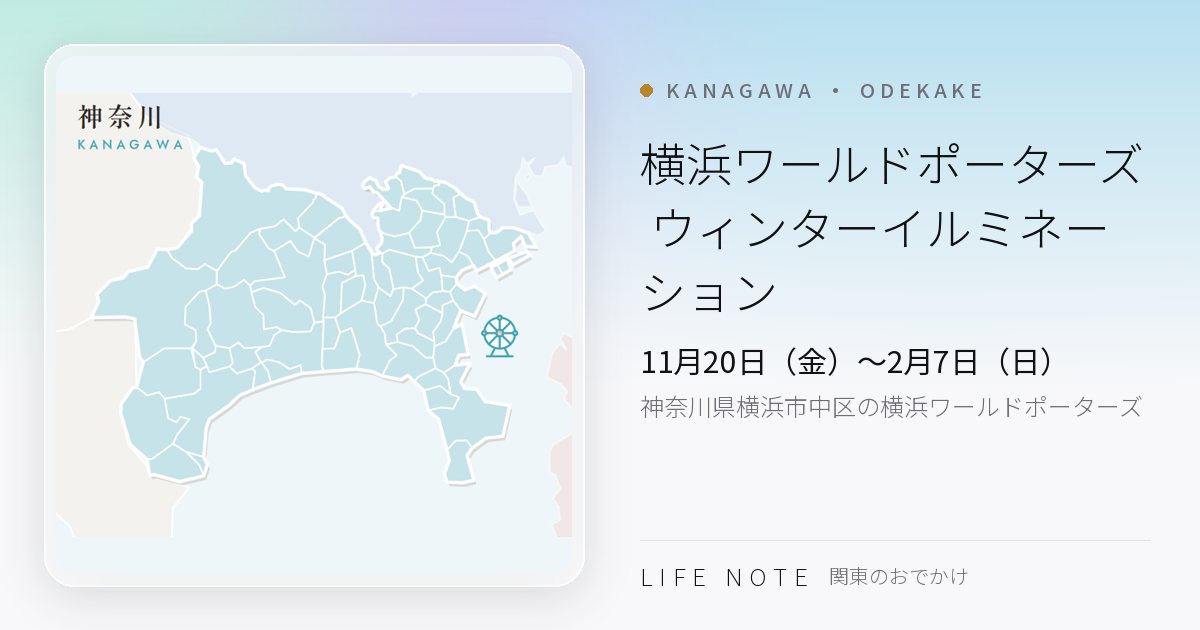 神奈川
KANAGAWA
KANAGAWA • ODEKAKE
横浜ワールドポーターズ
ウィンターイルミネー
ション
11月20日（金）〜2月7日（日）
神奈川県横浜市中区の横浜ワールドポーターズ
LIFE NOTE 関東のおでかけ